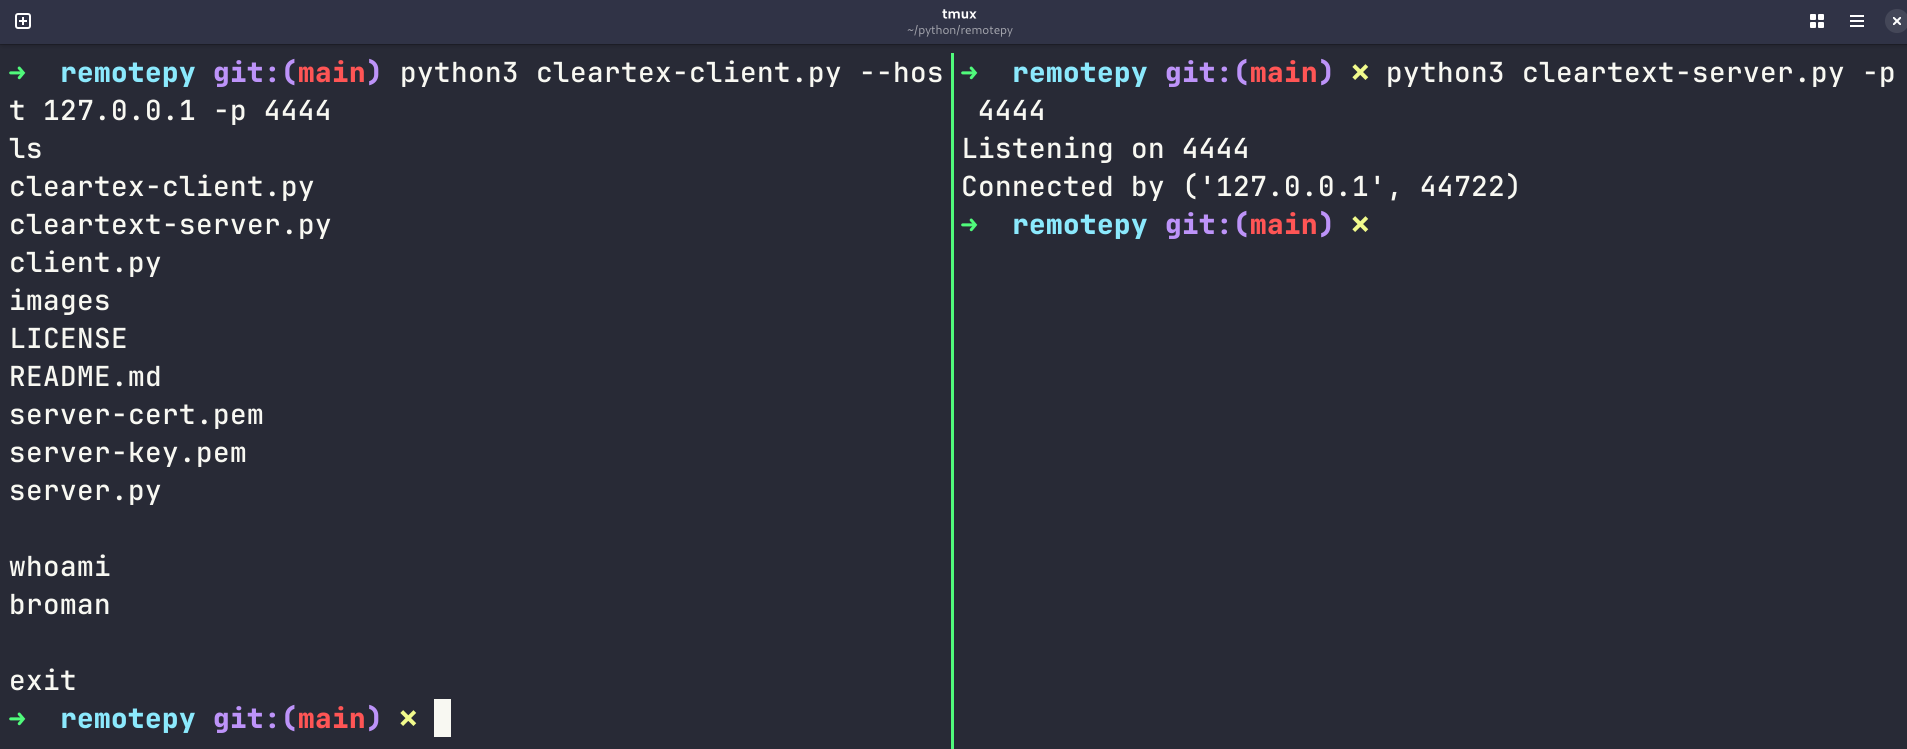 tmux
~/python/remotepy
➜  remotepy git:(main) python3 cleartex-client.py --hos
t 127.0.0.1 -p 4444
ls
cleartex-client.py
cleartext-server.py
client.py
images
LICENSE
README.md
server-cert.pem
server-key.pem
server.py
whoami
broman
exit
➜  remotepy git:(main) ✗
➜  remotepy git:(main) ✗ python3 cleartext-server.py -p
 4444
Listening on 4444
Connected by ('127.0.0.1', 44722)
➜  remotepy git:(main) ✗